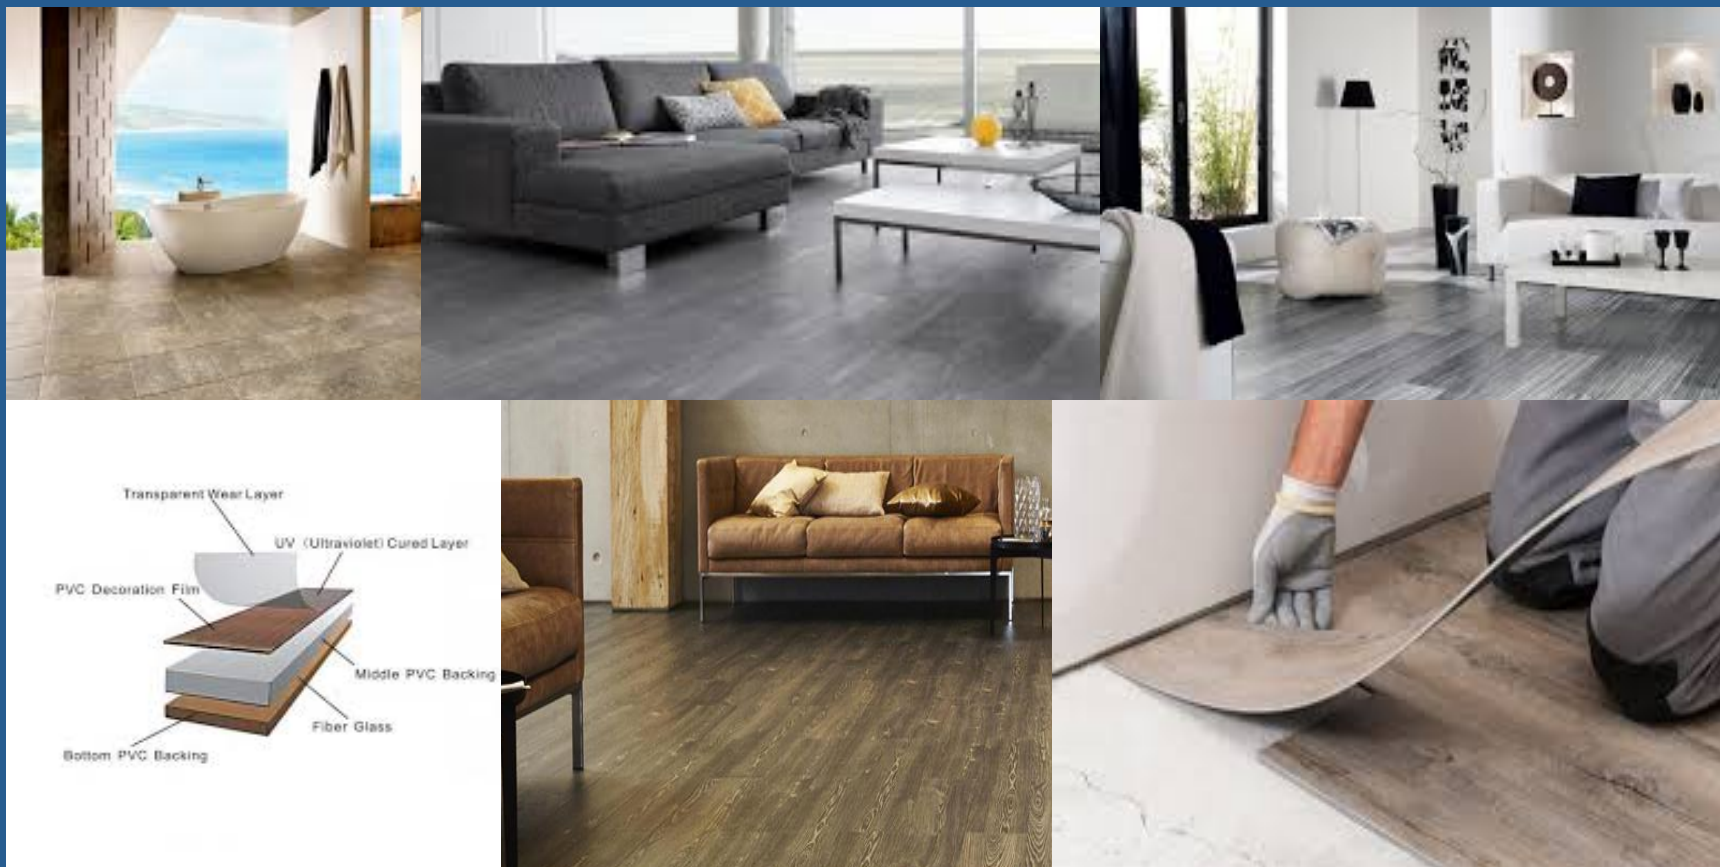 Transparent Wear Layer
UV (Ultraviolet) Cured Layer
PVC Decoration Film
Middle PVC Backing
Fiber Glass
Bottom PVC Backing